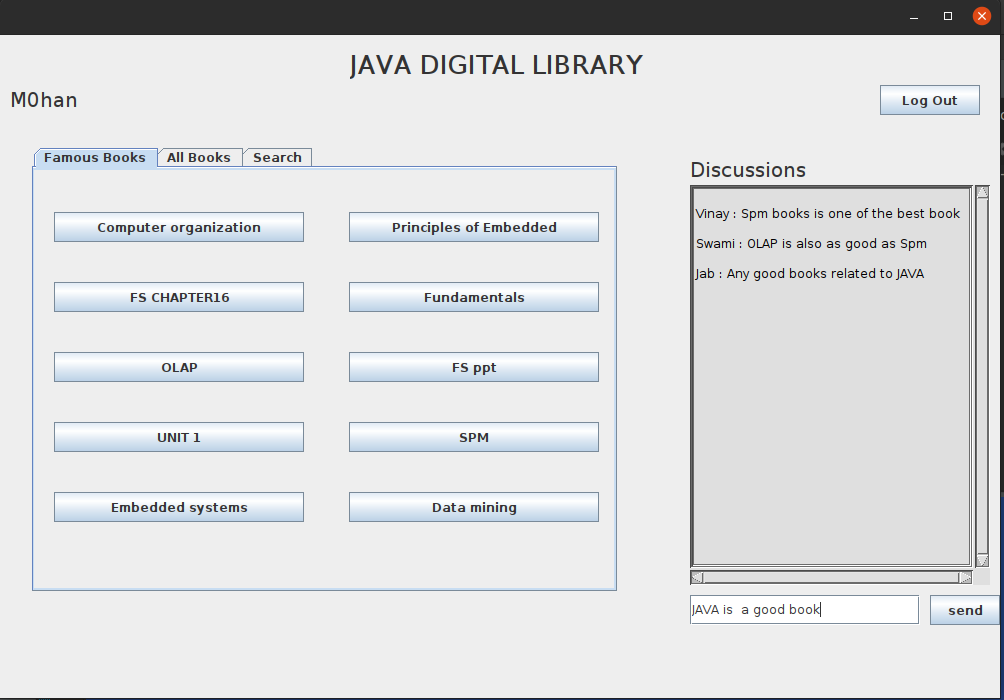 JAVA DIGITAL LIBRARY
M0han
Log Out
Famous Books All Books Search
Computer organization Principles of Embedded
FS CHAPTER16 Fundamentals
OLAP FS ppt
UNIT 1 SPM
Embedded systems Data mining
Discussions
Vinay : Spm books is one of the best book
Swami : OLAP is also as good as Spm
Jab : Any good books related to JAVA
JAVA is  a good book
send